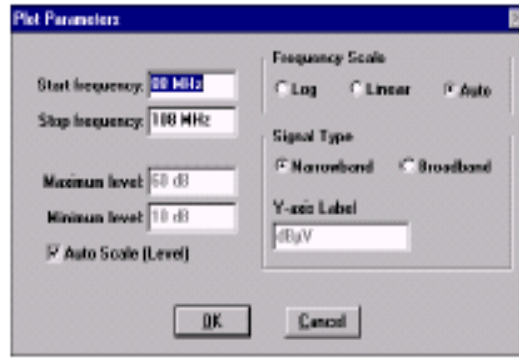 Plot Parameters
Start frequency: 88 MHz
Stop frequency: 108 MHz
Maximum level: 60 dB
Minimum level: 10 dB
Auto Scale (Level)
Frequency Scale
Log Linear Auto
Signal Type
Narrowband Broadband
Y-axis Label
dBµV
OK Cancel